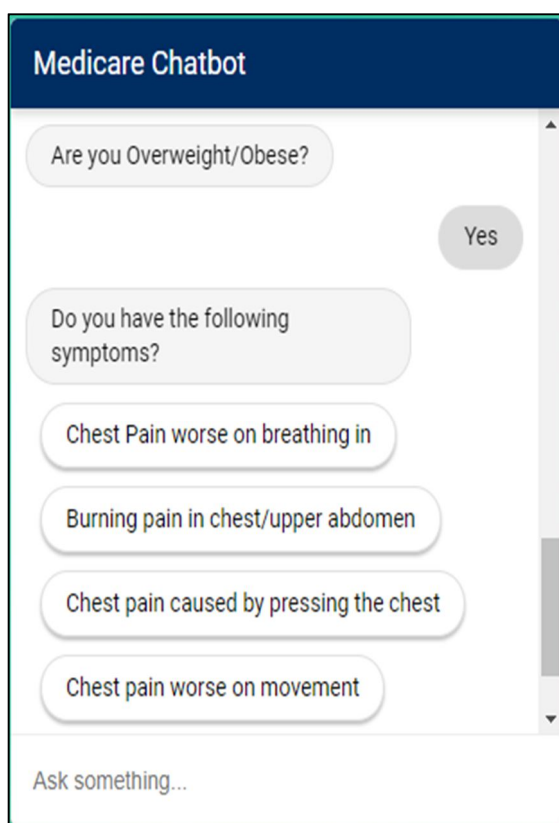 Medicare Chatbot
Are you Overweight/Obese?
Yes
Do you have the following
symptoms?
Chest Pain worse on breathing in
Burning pain in chest/upper abdomen
Chest pain caused by pressing the chest
Chest pain worse on movement
Ask something...